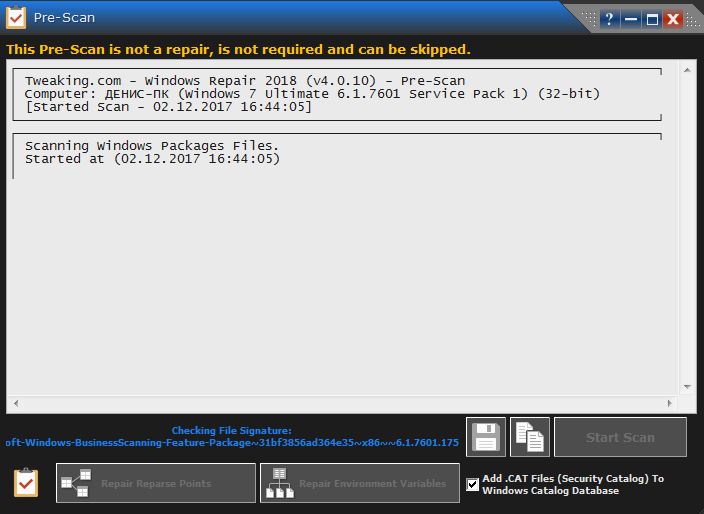 Pre-Scan
?
This Pre-Scan is not a repair, is not required and can be skipped.
Tweaking.com - Windows Repair 2018 (v4.0.10) - Pre-Scan
Computer: ДЕНИС-ПК (Windows 7 Ultimate 6.1.7601 Service Pack 1) (32-bit)
[Started Scan - 02.12.2017 16:44:05]
Scanning Windows Packages Files.
Started at (02.12.2017 16:44:05)
Checking File Signature:
oft-Windows-BusinessScanning-Feature-Package~31bf3856ad364e35~x86~~6.1.7601.175
Start Scan
Repair Reparse Points
Repair Environment Variables
Add .CAT Files (Security Catalog) To
Windows Catalog Database